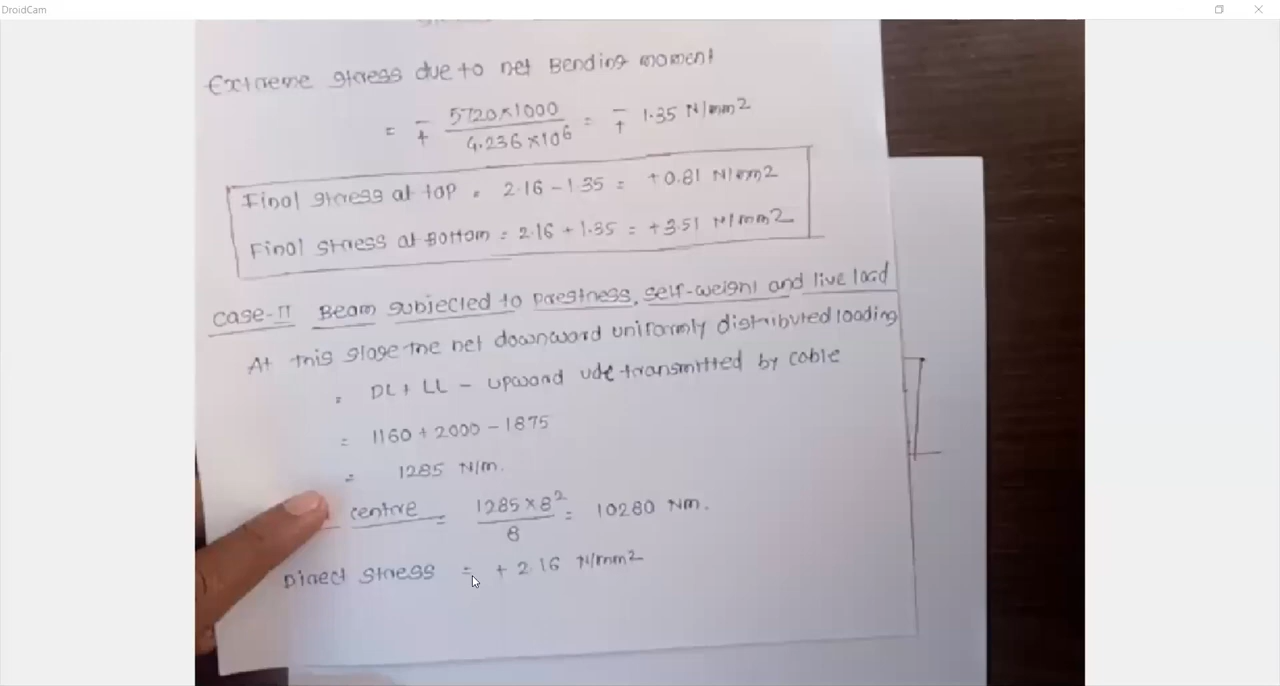 DroidCam
Extreme stress due to net Bending moment
= ∓ 5720×1000 / 4.236×10⁶ = ∓ 1.35 N/mm2
Final stress at top = 2.16 - 1.35 = +0.81 N/mm2
Final stress at Bottom = 2.16 + 1.35 = +3.51 N/mm2
case-II Beam subjected to prestness, self-weight and live load
At this stage the net downward uniformly distributed loading
= DL + LL - upward udl transmitted by cable
= 1160 + 2000 - 1875
= 1285 N/m.
centre = 1285 × 8² / 8 = 10280 Nm.
Direct stress = + 2.16 N/mm2